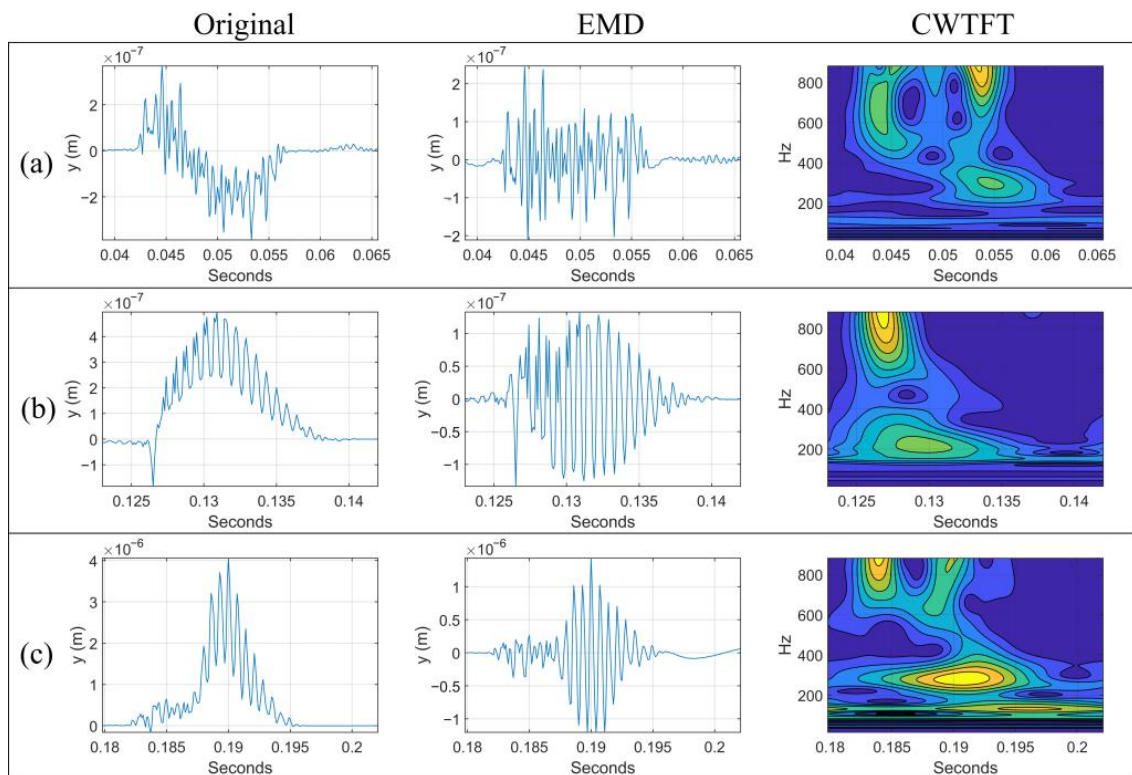 Original EMD CWTFT
(a)
×10⁻⁷
2
0
−2
y (m)
0.04 0.045 0.05 0.055 0.06 0.065
Seconds
×10⁻⁷
2
1
0
−1
−2
y (m)
0.04 0.045 0.05 0.055 0.06 0.065
Seconds
800
600
400
200
Hz
0.04 0.045 0.05 0.055 0.06 0.065
Seconds
(b)
×10⁻⁷
4
3
2
1
0
−1
y (m)
0.125 0.13 0.135 0.14
Seconds
×10⁻⁷
1
0.5
0
−0.5
−1
y (m)
0.125 0.13 0.135 0.14
Seconds
800
600
400
200
Hz
0.125 0.13 0.135 0.14
Seconds
(c)
×10⁻⁶
4
3
2
1
0
y (m)
0.18 0.185 0.19 0.195 0.2
Seconds
×10⁻⁶
1
0.5
0
−0.5
−1
y (m)
0.18 0.185 0.19 0.195 0.2
Seconds
800
600
400
200
Hz
0.18 0.185 0.19 0.195 0.2
Seconds